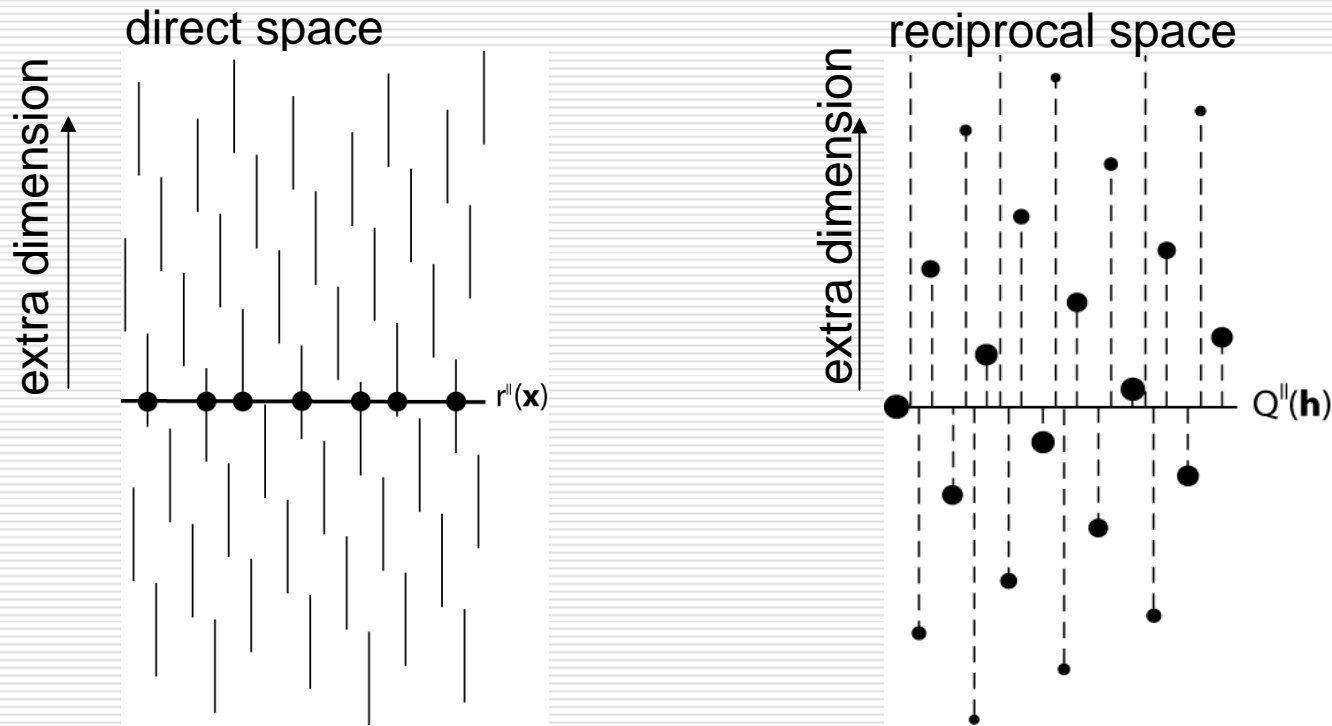 direct space
extra dimension
r^∥(x)
reciprocal space
extra dimension
Q^∥(h)